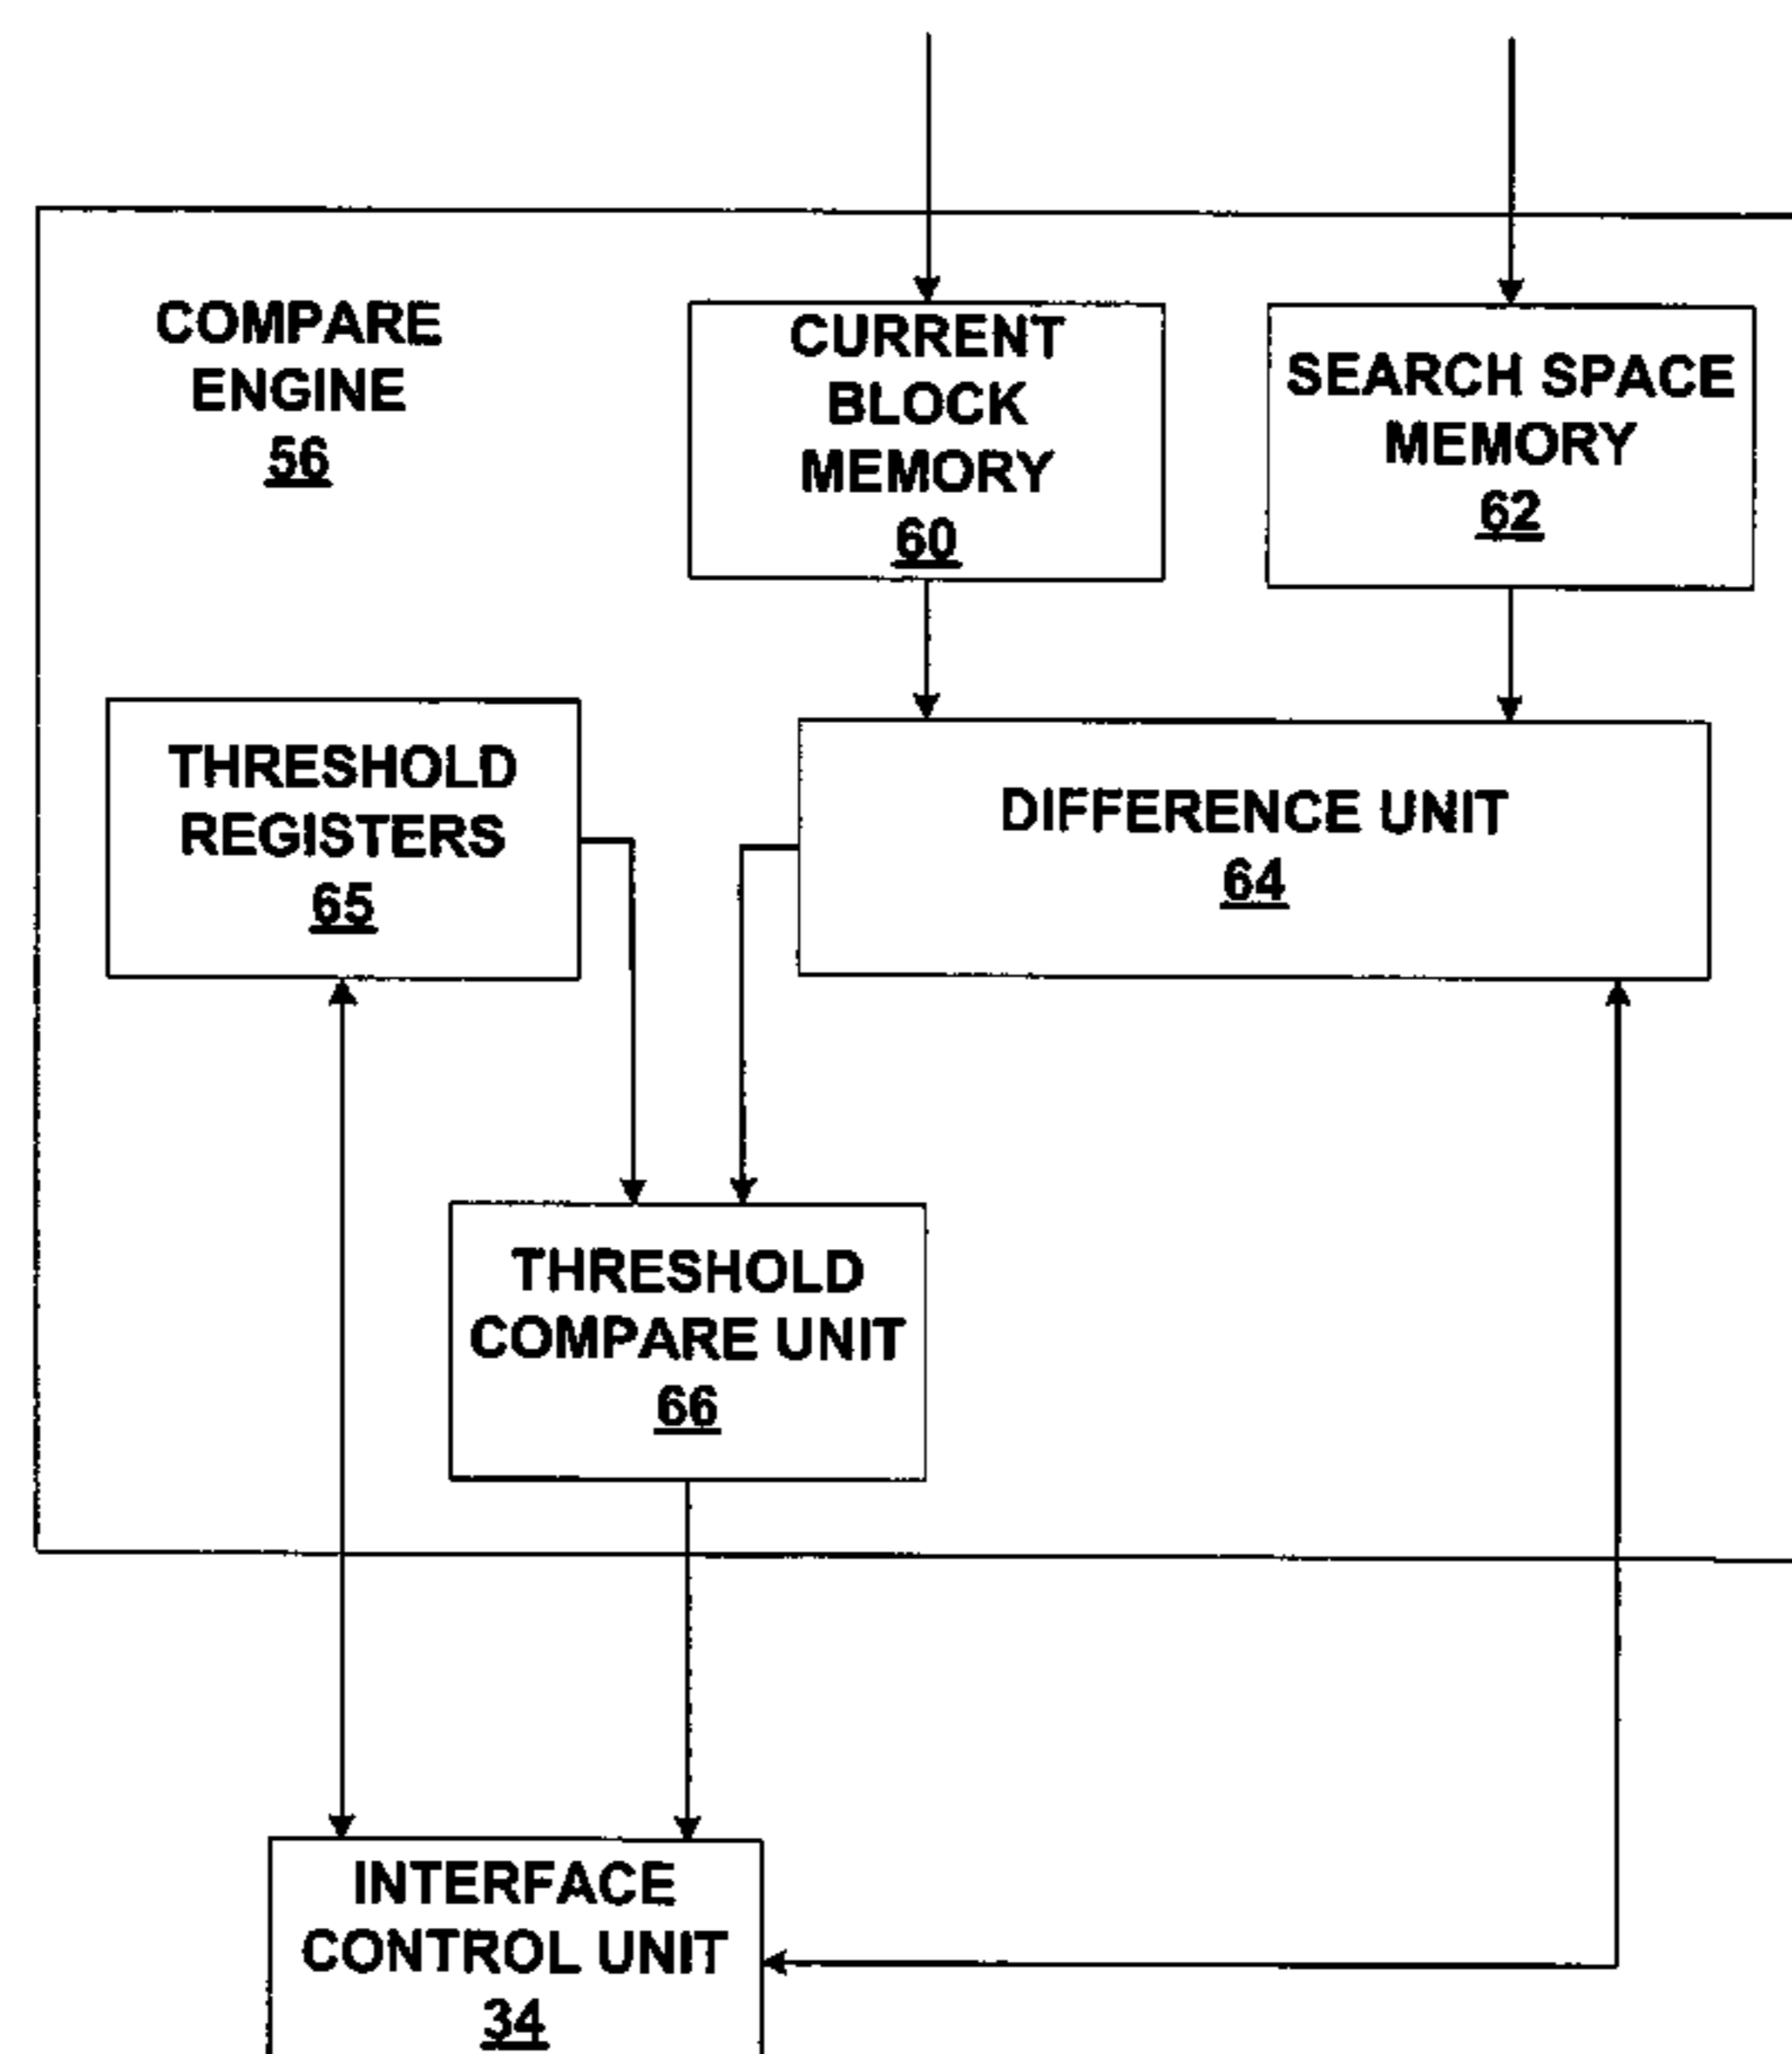 COMPARE
ENGINE
56
CURRENT
BLOCK
MEMORY
60
SEARCH SPACE
MEMORY
62
THRESHOLD
REGISTERS
65
DIFFERENCE UNIT
64
THRESHOLD
COMPARE UNIT
66
INTERFACE
CONTROL UNIT
34